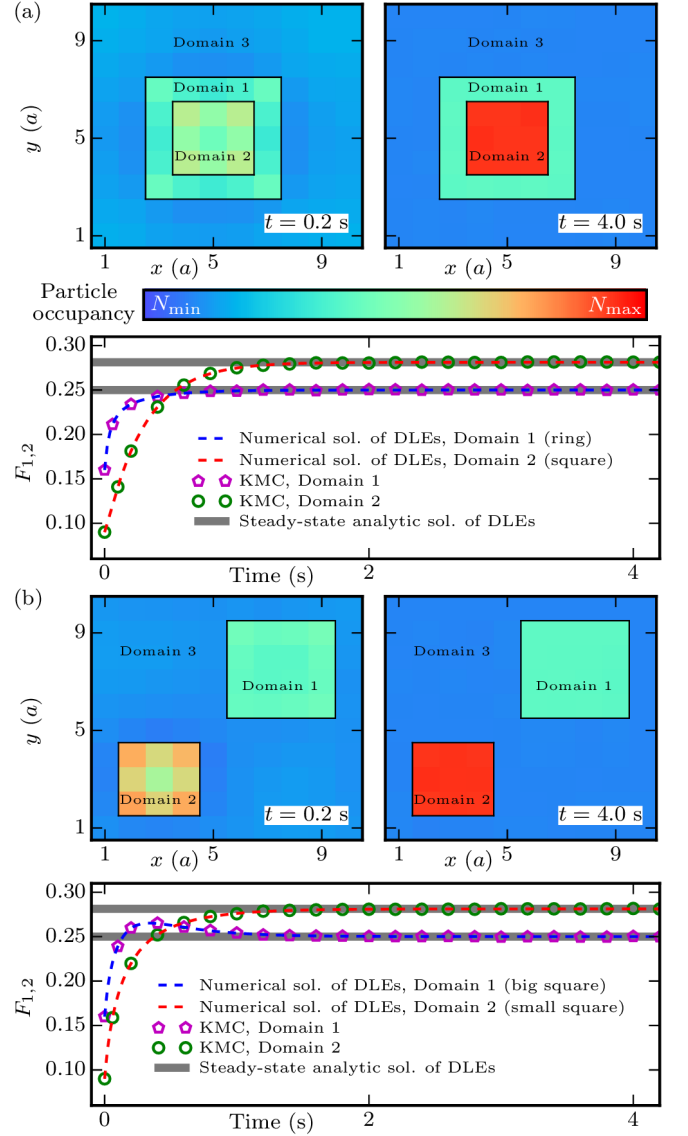 (a)
Domain 3
Domain 1
Domain 2
t = 0.2 s
9
5
1
y (a)
1
5
9
x (a)
Domain 3
Domain 1
Domain 2
t = 4.0 s
1
5
9
x (a)
Particle
occupancy
N_min
N_max
0.30
0.25
0.20
0.15
0.10
F_1,2
Numerical sol. of DLEs, Domain 1 (ring)
Numerical sol. of DLEs, Domain 2 (square)
KMC, Domain 1
KMC, Domain 2
Steady-state analytic sol. of DLEs
0
2
4
Time (s)
(b)
Domain 3
Domain 1
Domain 2
t = 0.2 s
9
5
1
y (a)
1
5
9
x (a)
Domain 3
Domain 1
Domain 2
t = 4.0 s
1
5
9
x (a)
0.30
0.25
0.20
0.15
0.10
F_1,2
Numerical sol. of DLEs, Domain 1 (big square)
Numerical sol. of DLEs, Domain 2 (small square)
KMC, Domain 1
KMC, Domain 2
Steady-state analytic sol. of DLEs
0
2
4
Time (s)